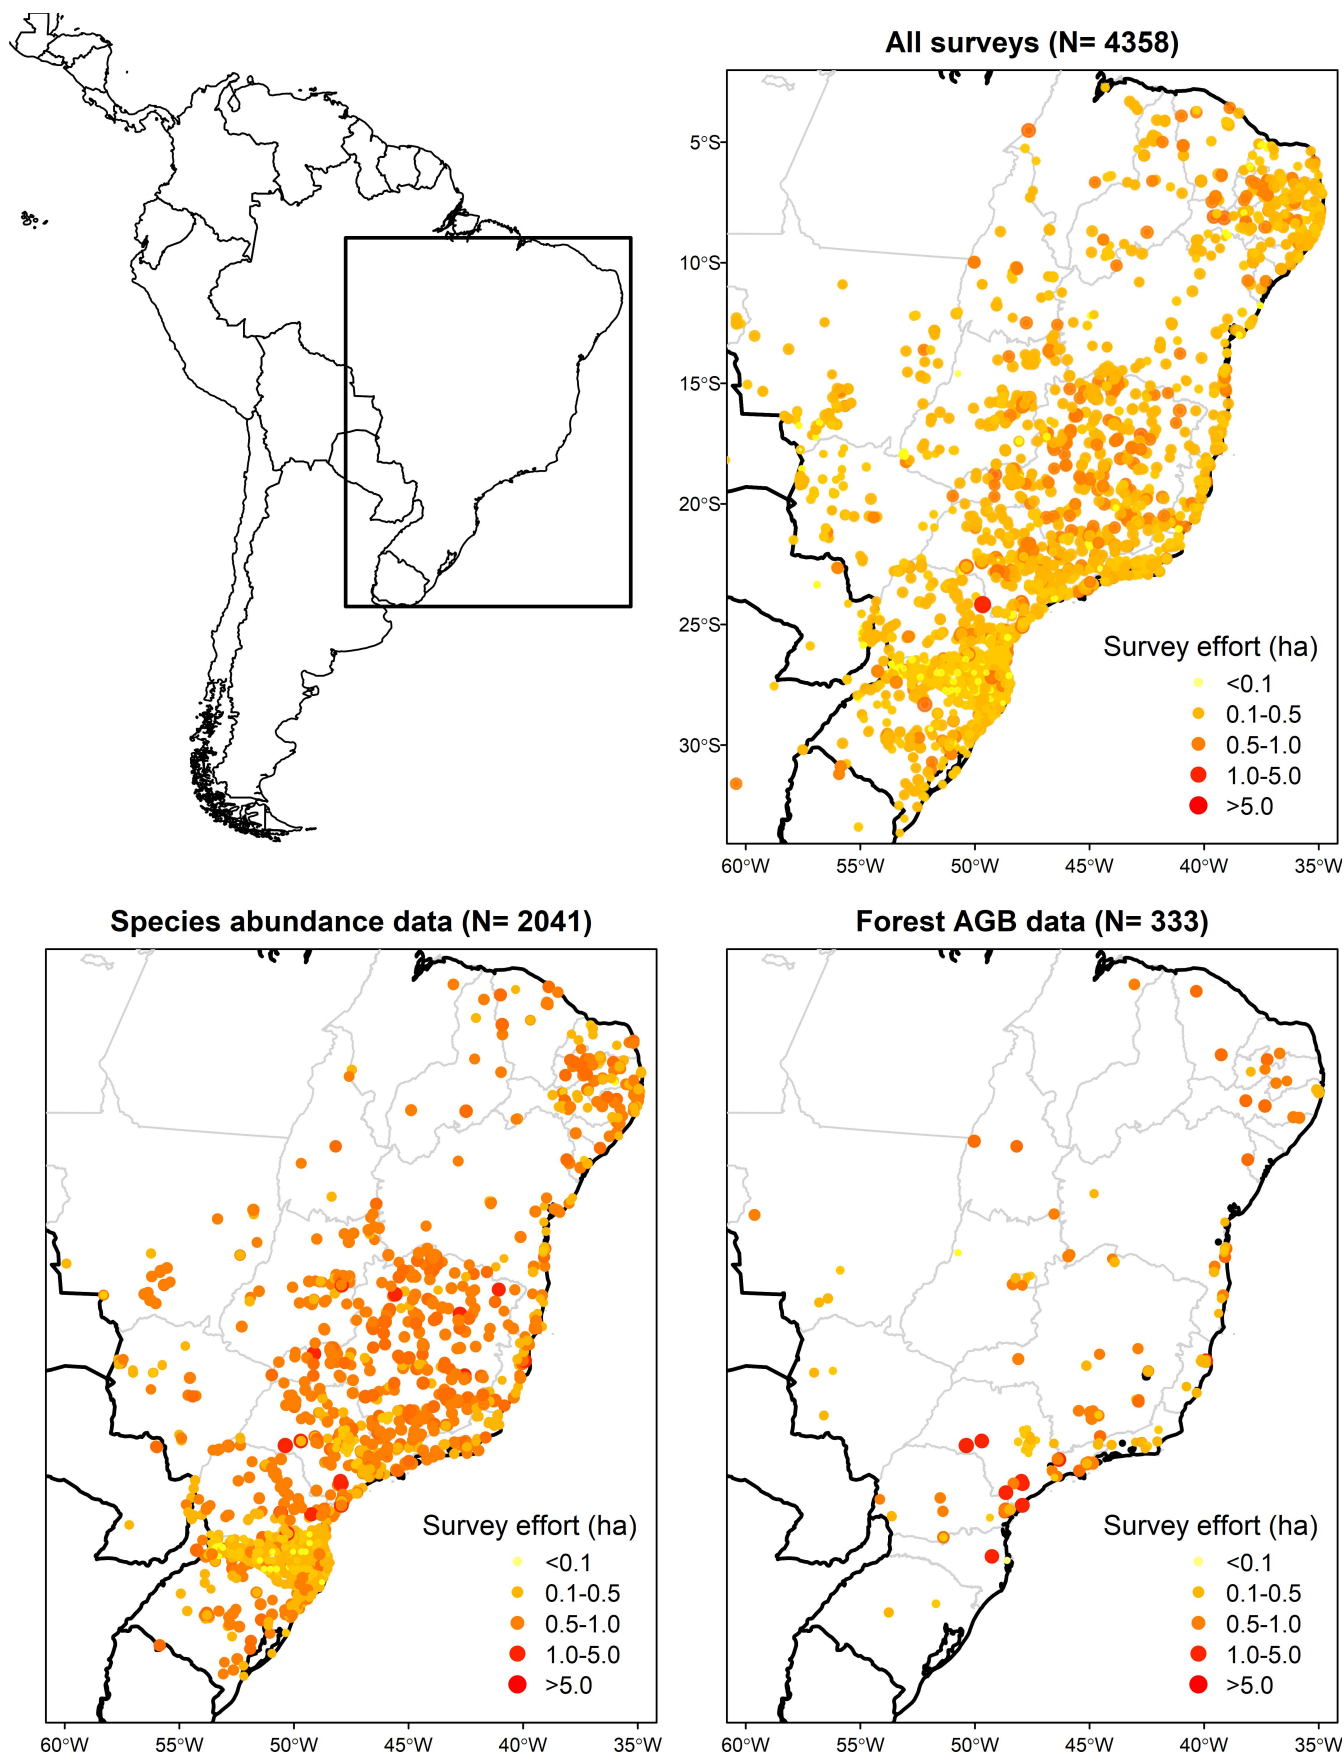 All surveys (N= 4358)
5°S
10°S
15°S
20°S
25°S
30°S
Survey effort (ha)
<0.1
0.1-0.5
0.5-1.0
1.0-5.0
>5.0
60°W 55°W 50°W 45°W 40°W 35°W
Species abundance data (N= 2041)
Survey effort (ha)
<0.1
0.1-0.5
0.5-1.0
1.0-5.0
>5.0
60°W 55°W 50°W 45°W 40°W 35°W
Forest AGB data (N= 333)
Survey effort (ha)
<0.1
0.1-0.5
0.5-1.0
1.0-5.0
>5.0
60°W 55°W 50°W 45°W 40°W 35°W